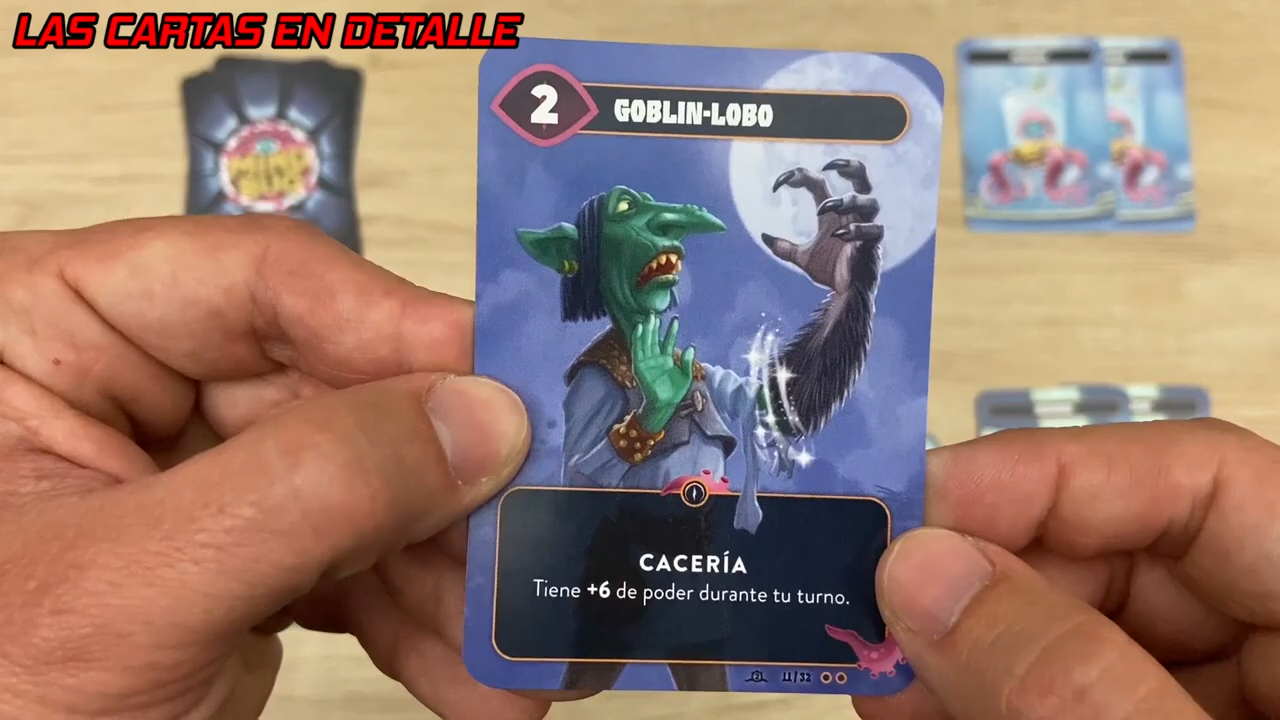 LAS CARTAS EN DETALLE
2
GOBLIN-LOBO
CACERÍA
Tiene +6 de poder durante tu turno.
11/32